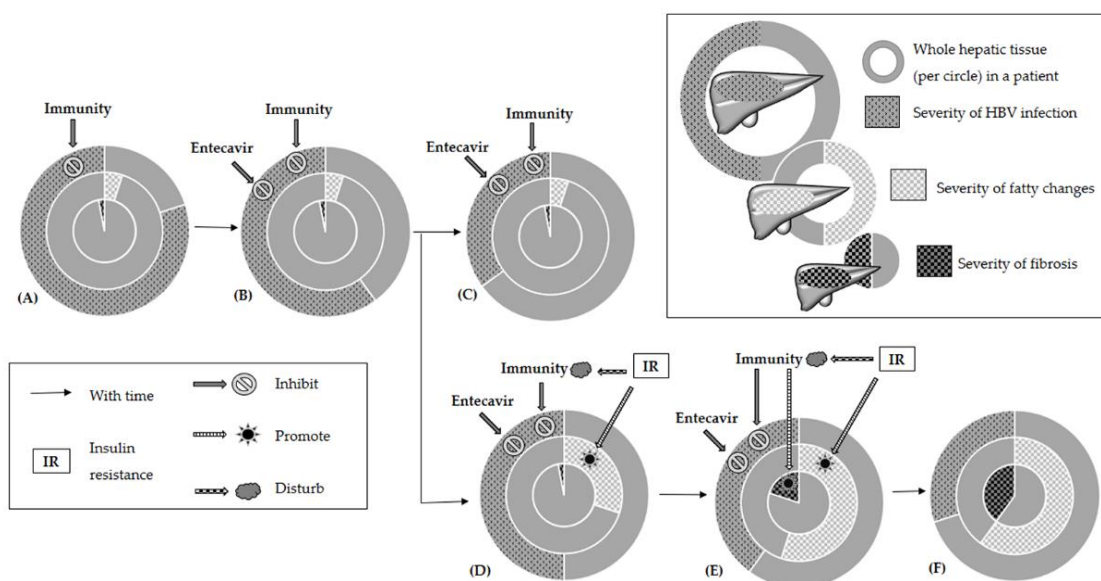 Immunity
Entecavir
Immunity
Entecavir
Immunity
(A)
(B)
(C)
Whole hepatic tissue
(per circle) in a patient
Severity of HBV infection
Severity of fatty changes
Severity of fibrosis
With time
Inhibit
IR
Insulin
resistance
Promote
Disturb
Immunity
IR
Entecavir
(D)
Immunity
IR
Entecavir
(E)
(F)